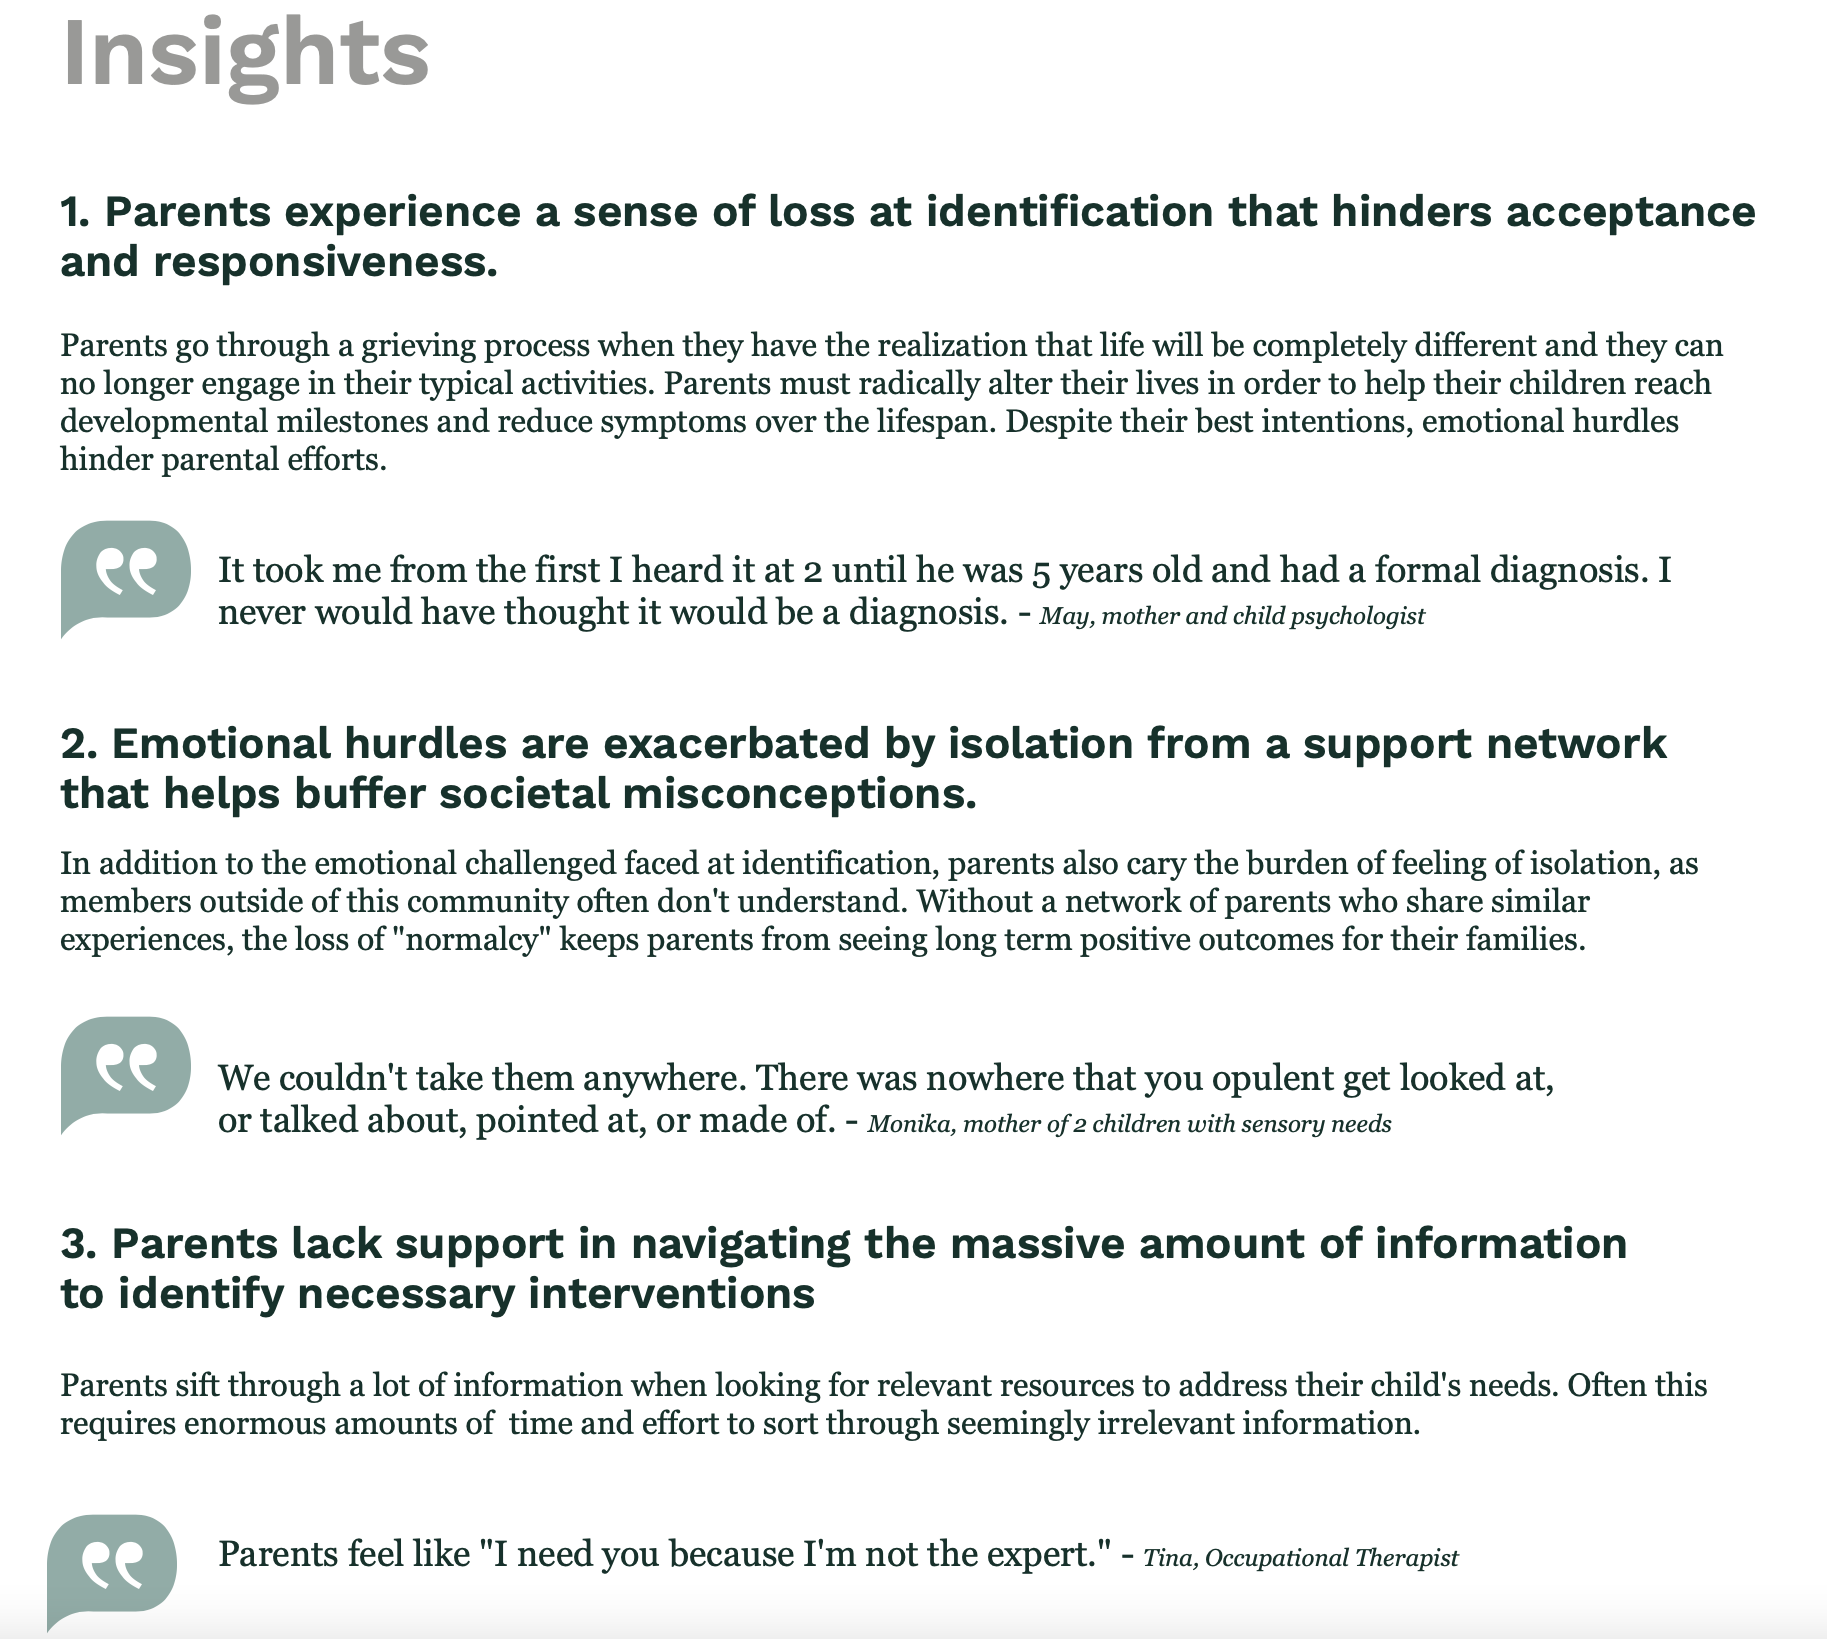 Insights
1. Parents experience a sense of loss at identification that hinders acceptance
and responsiveness.
Parents go through a grieving process when they have the realization that life will be completely different and they can
no longer engage in their typical activities. Parents must radically alter their lives in order to help their children reach
developmental milestones and reduce symptoms over the lifespan. Despite their best intentions, emotional hurdles
hinder parental efforts.
It took me from the first I heard it at 2 until he was 5 years old and had a formal diagnosis. I
never would have thought it would be a diagnosis. - May, mother and child psychologist
2. Emotional hurdles are exacerbated by isolation from a support network
that helps buffer societal misconceptions.
In addition to the emotional challenged faced at identification, parents also cary the burden of feeling of isolation, as
members outside of this community often don't understand. Without a network of parents who share similar
experiences, the loss of "normalcy" keeps parents from seeing long term positive outcomes for their families.
We couldn't take them anywhere. There was nowhere that you opulent get looked at,
or talked about, pointed at, or made of. - Monika, mother of 2 children with sensory needs
3. Parents lack support in navigating the massive amount of information
to identify necessary interventions
Parents sift through a lot of information when looking for relevant resources to address their child's needs. Often this
requires enormous amounts of  time and effort to sort through seemingly irrelevant information.
Parents feel like "I need you because I'm not the expert." - Tina, Occupational Therapist